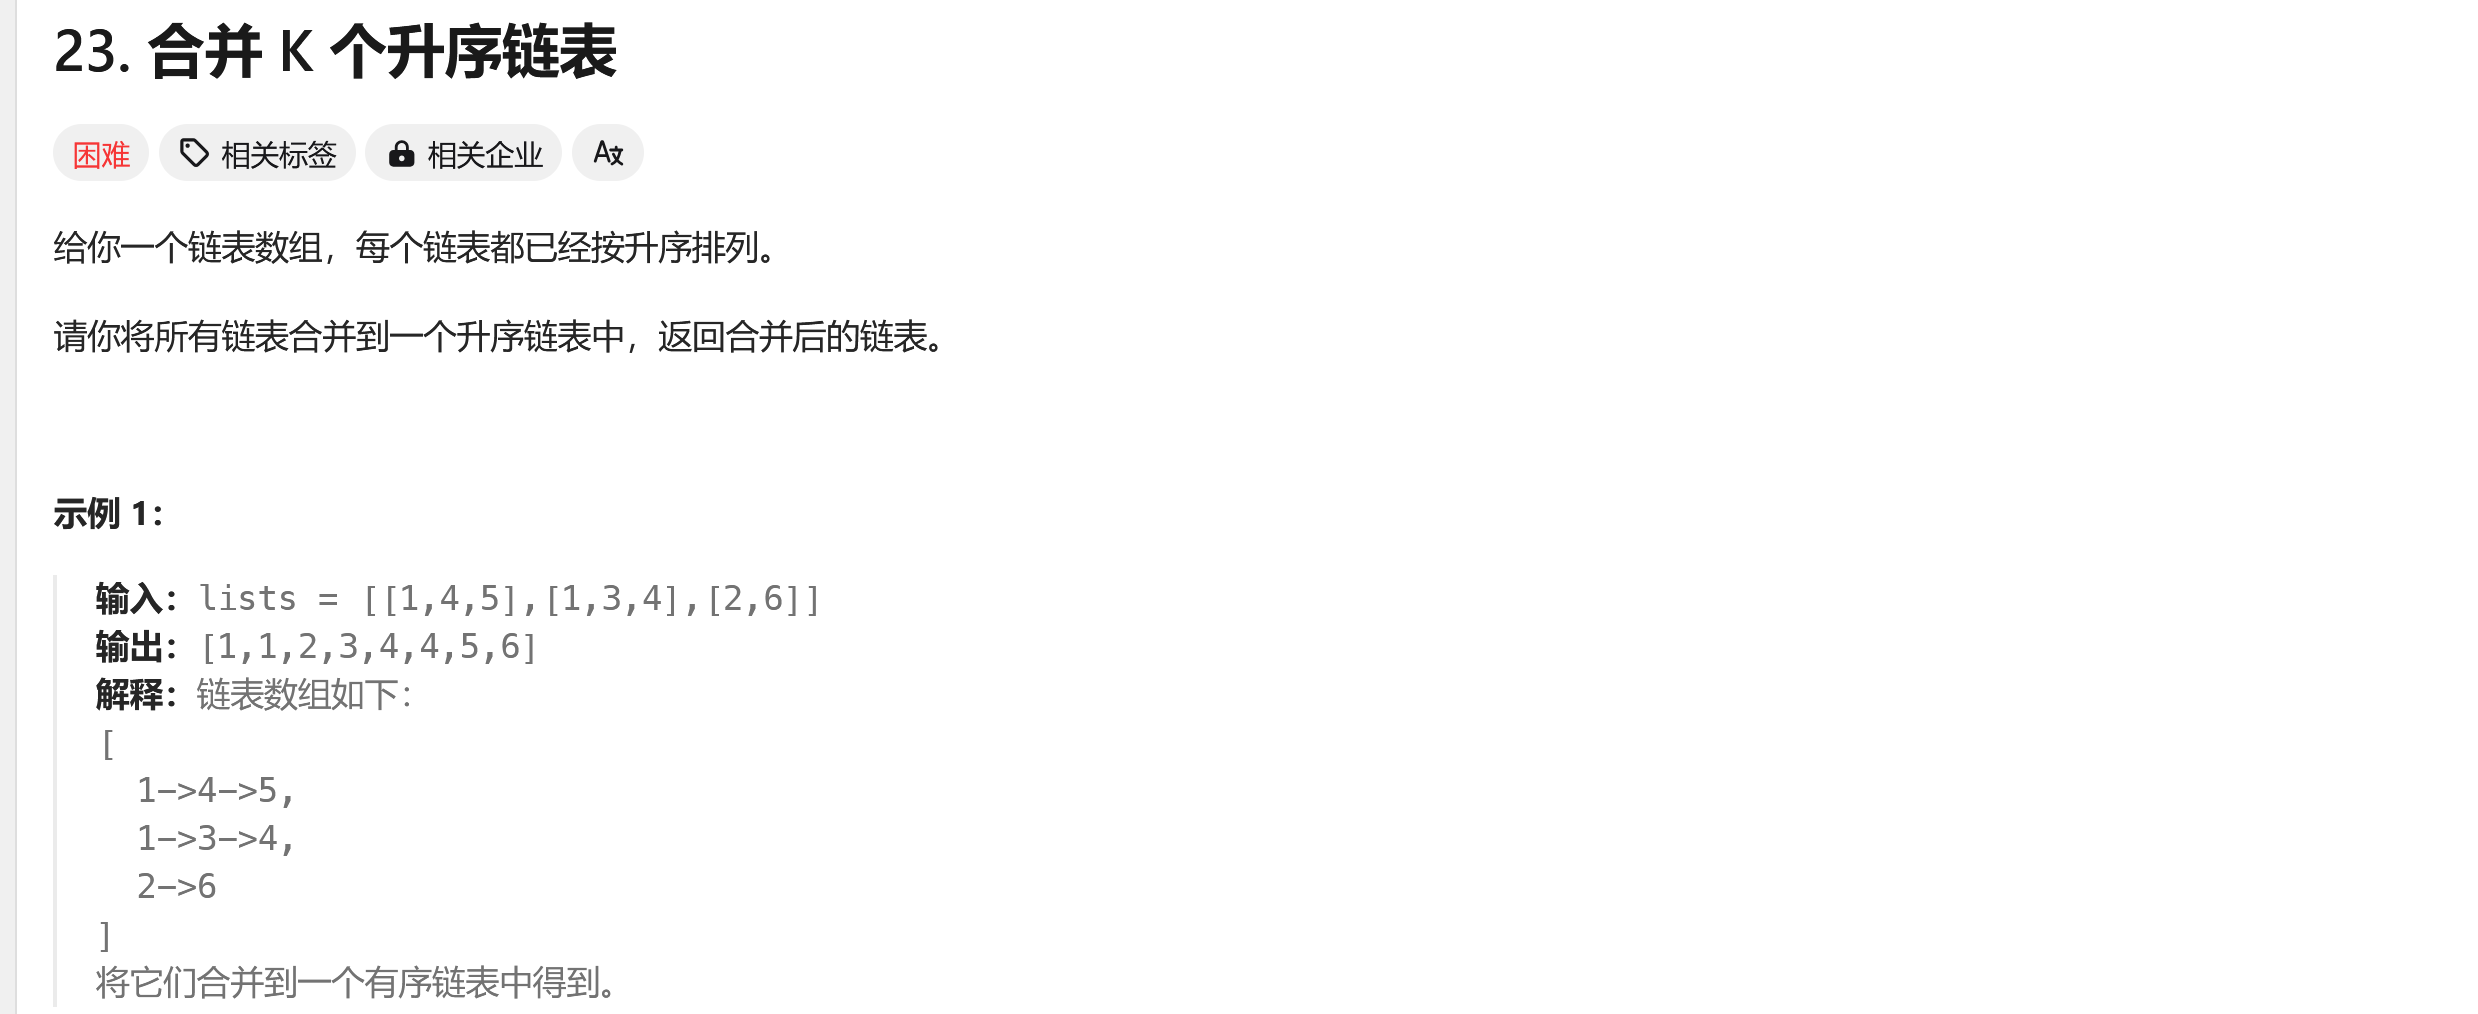 23. 合并 K 个升序链表
困难 相关标签 相关企业 A文
给你一个链表数组，每个链表都已经按升序排列。
请你将所有链表合并到一个升序链表中，返回合并后的链表。
示例 1：
输入：lists = [[1,4,5],[1,3,4],[2,6]]
输出：[1,1,2,3,4,4,5,6]
解释：链表数组如下：
[
  1->4->5,
  1->3->4,
  2->6
]
将它们合并到一个有序链表中得到。